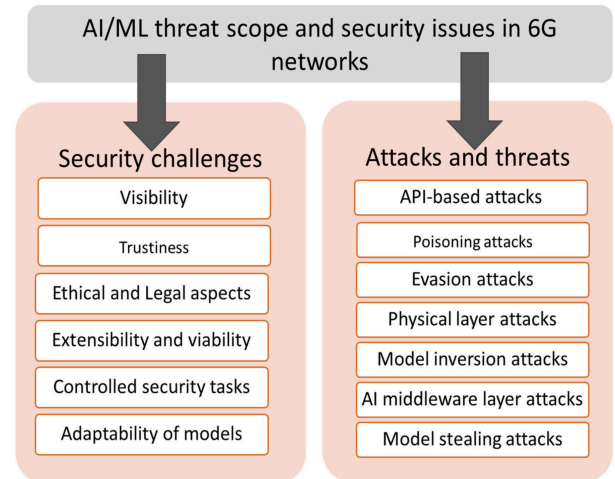 AI/ML threat scope and security issues in 6G
networks
Security challenges
Visibility
Trustiness
Ethical and Legal aspects
Extensibility and viability
Controlled security tasks
Adaptability of models
Attacks and threats
API-based attacks
Poisoning attacks
Evasion attacks
Physical layer attacks
Model inversion attacks
AI middleware layer attacks
Model stealing attacks